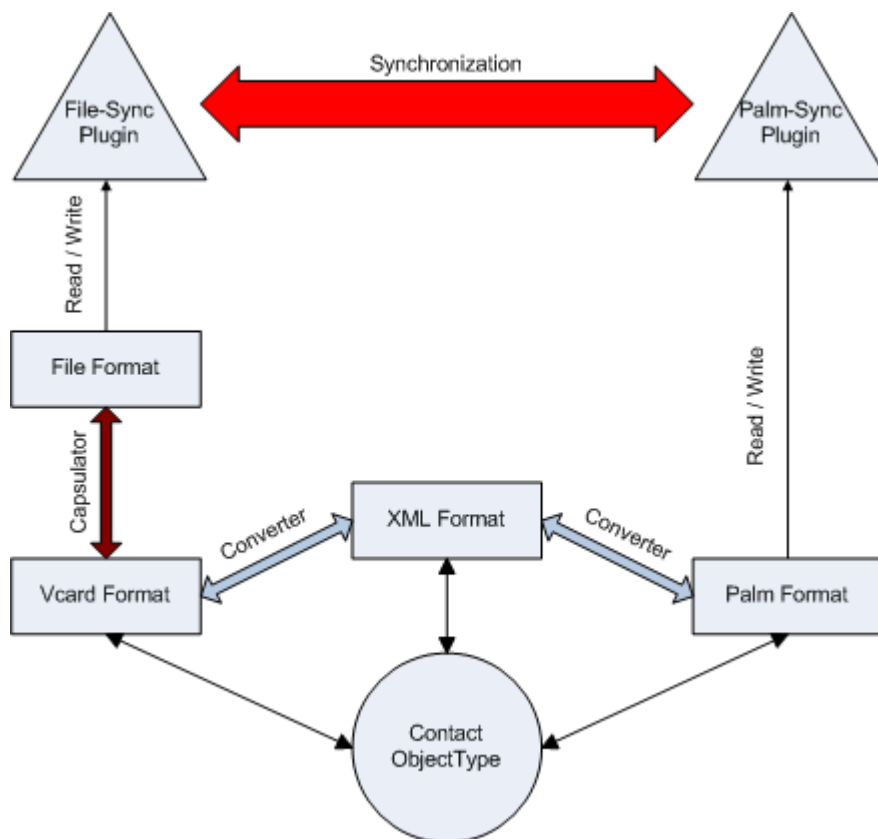 Synchronization
File-Sync
Plugin
Palm-Sync
Plugin
Read / Write
File Format
Read / Write
Capsulator
XML Format
Converter
Converter
Vcard Format
Palm Format
Contact
ObjectType